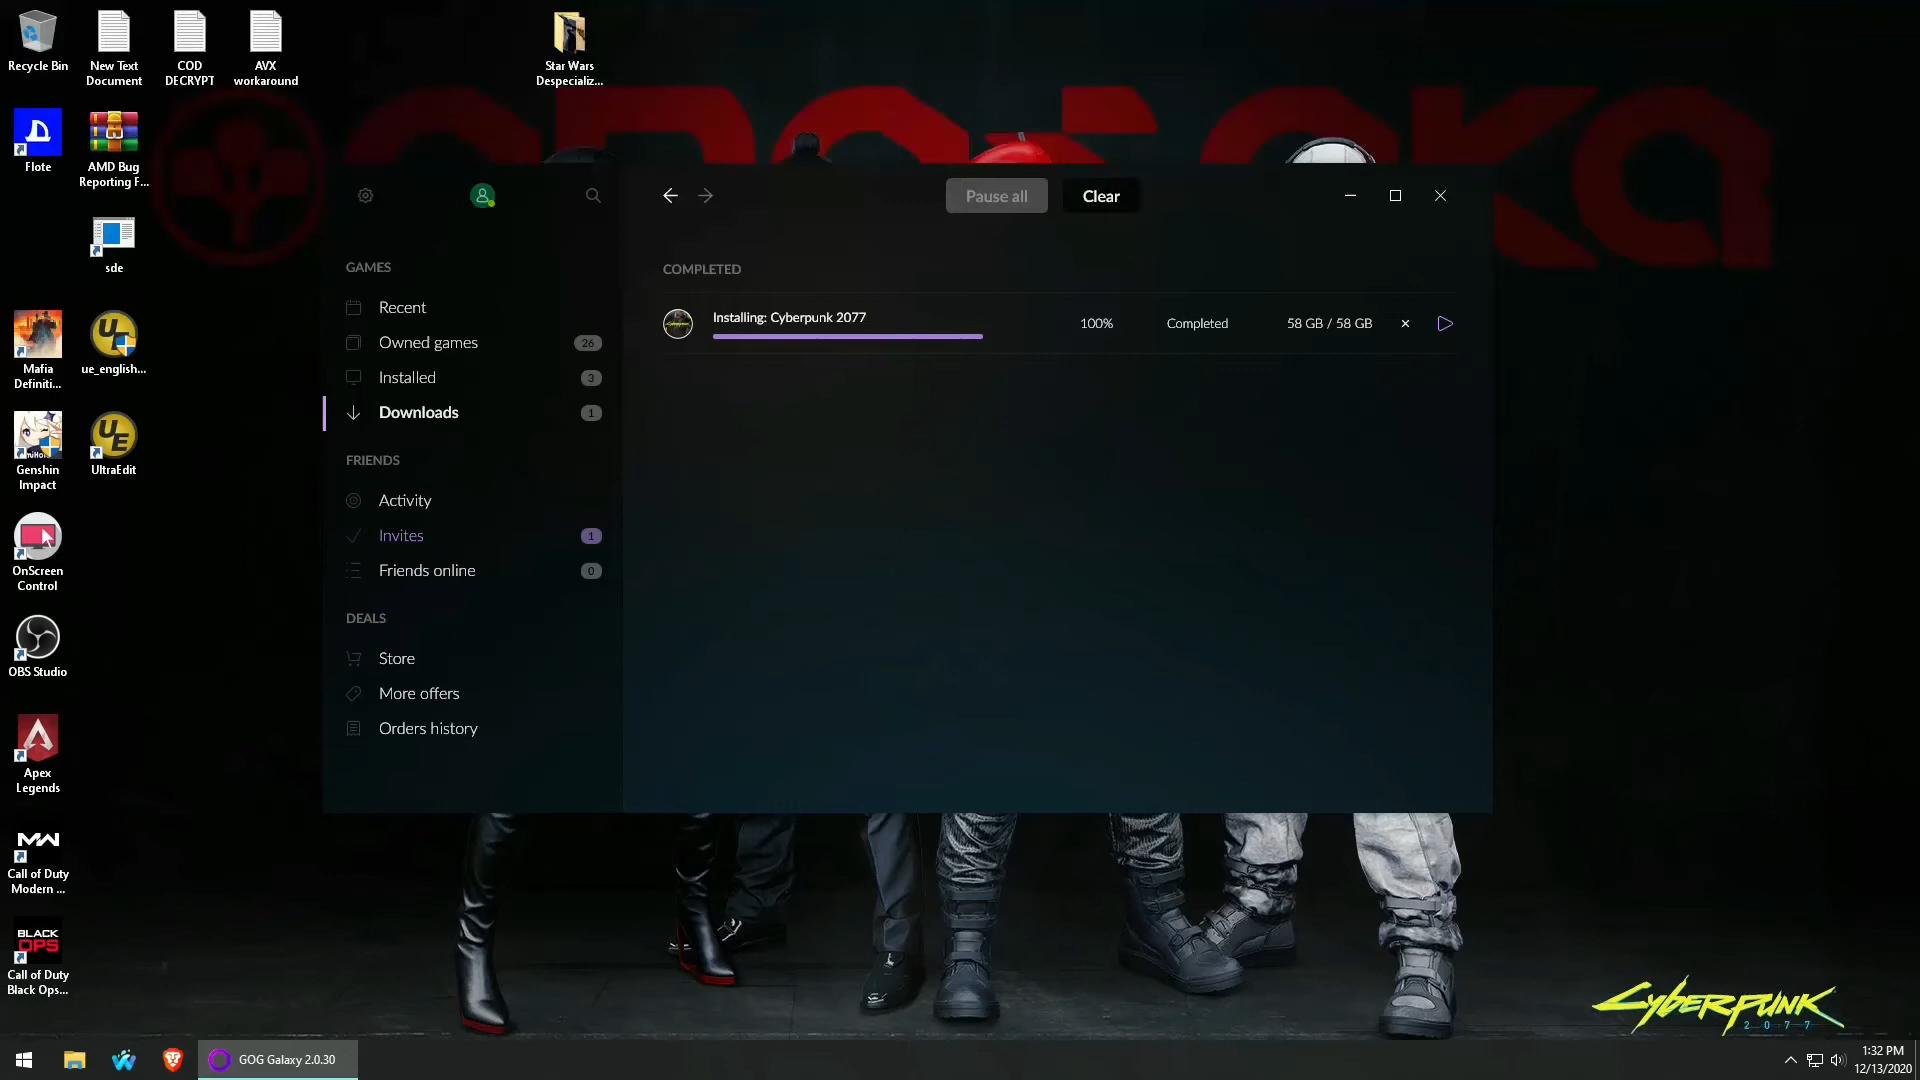 Recycle Bin
New Text
Document
COD
DECRYPT
AVX
workaround
Star Wars
Despecializ...
Flote
AMD Bug
Reporting F...
sde
Mafia
Definiti...
ue_english...
Genshin
Impact
UltraEdit
OnScreen
Control
OBS Studio
Apex
Legends
Call of Duty
Modern ...
BLACK
OPS
Call of Duty
Black Ops...
Pause all
Clear
GAMES
Recent
Owned games 26
Installed 3
Downloads 1
FRIENDS
Activity
Invites 1
Friends online 0
DEALS
Store
More offers
Orders history
COMPLETED
Installing: Cyberpunk 2077
100%
Completed
58 GB / 58 GB
CYBERPUNK
2077
GOG Galaxy 2.0.30
1:32 PM
12/13/2020